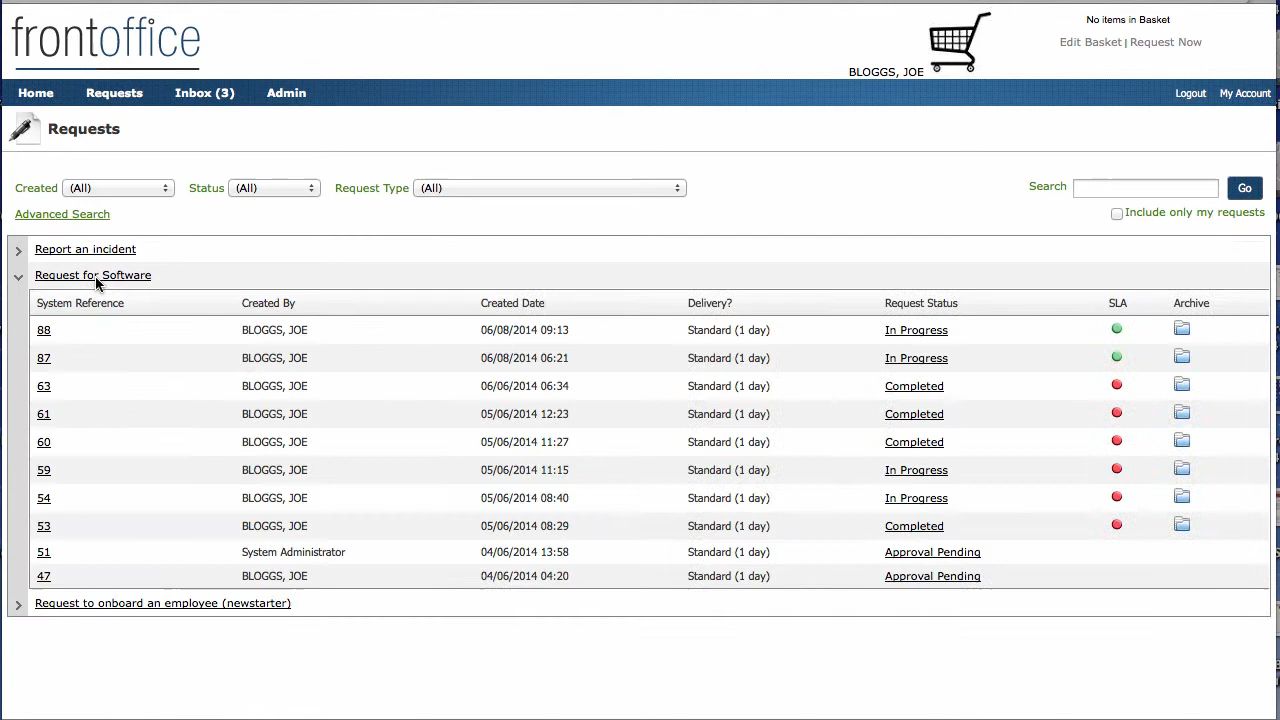 frontoffice
BLOGGS, JOE
No items in Basket
Edit Basket | Request Now
Home Requests Inbox (3) Admin Logout My Account
Requests
Created (All) Status (All) Request Type (All) Search Go
Advanced Search Include only my requests
Report an incident
Request for Software
System Reference Created By Created Date Delivery? Request Status SLA Archive
88 BLOGGS, JOE 06/08/2014 09:13 Standard (1 day) In Progress
87 BLOGGS, JOE 06/08/2014 06:21 Standard (1 day) In Progress
63 BLOGGS, JOE 06/06/2014 06:34 Standard (1 day) Completed
61 BLOGGS, JOE 05/06/2014 12:23 Standard (1 day) Completed
60 BLOGGS, JOE 05/06/2014 11:27 Standard (1 day) Completed
59 BLOGGS, JOE 05/06/2014 11:15 Standard (1 day) In Progress
54 BLOGGS, JOE 05/06/2014 08:40 Standard (1 day) In Progress
53 BLOGGS, JOE 05/06/2014 08:29 Standard (1 day) Completed
51 System Administrator 04/06/2014 13:58 Standard (1 day) Approval Pending
47 BLOGGS, JOE 04/06/2014 04:20 Standard (1 day) Approval Pending
Request to onboard an employee (newstarter)